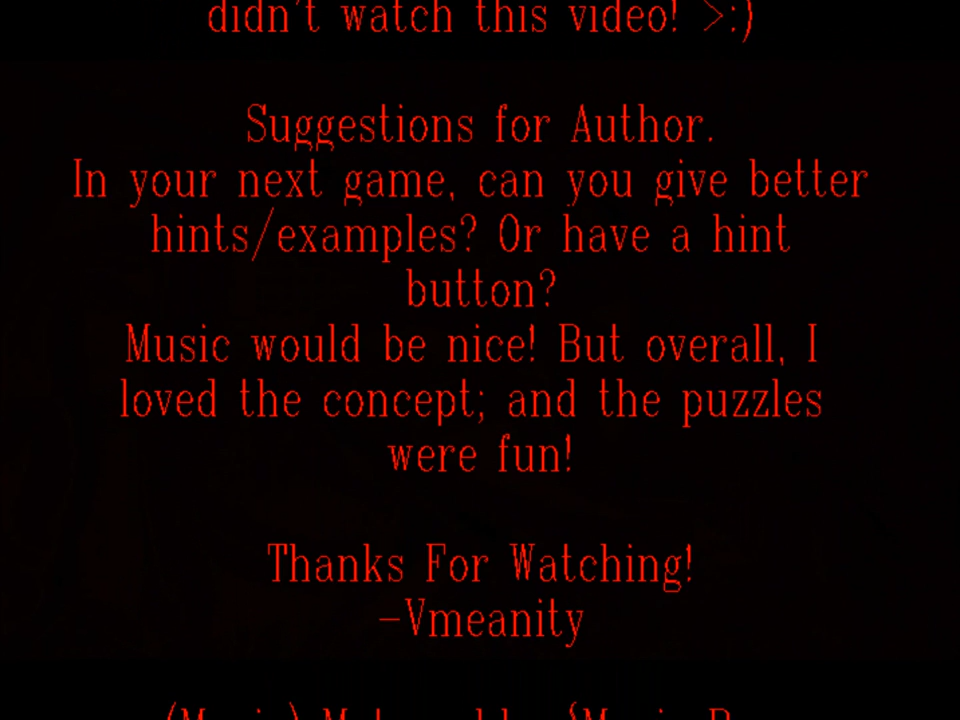 didn't watch this video! >:)
Suggestions for Author.
In your next game, can you give better
hints/examples? Or have a hint
button?
Music would be nice! But overall, I
loved the concept; and the puzzles
were fun!
Thanks For Watching!
-Vmeanity